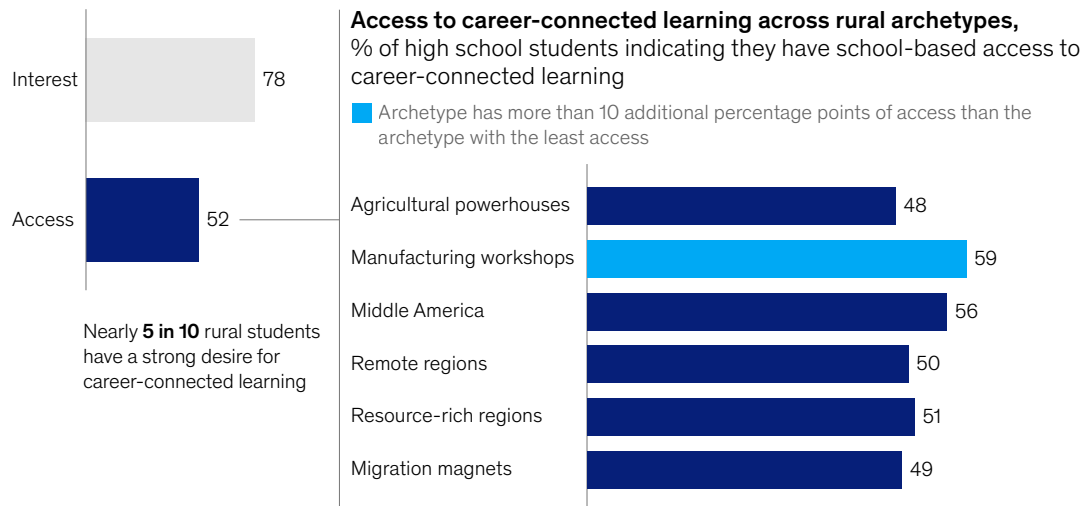 Interest
78
Access
52
Nearly 5 in 10 rural students
have a strong desire for
career-connected learning
Access to career-connected learning across rural archetypes,
% of high school students indicating they have school-based access to
career-connected learning
Archetype has more than 10 additional percentage points of access than the
archetype with the least access
Agricultural powerhouses
48
Manufacturing workshops
59
Middle America
56
Remote regions
50
Resource-rich regions
51
Migration magnets
49